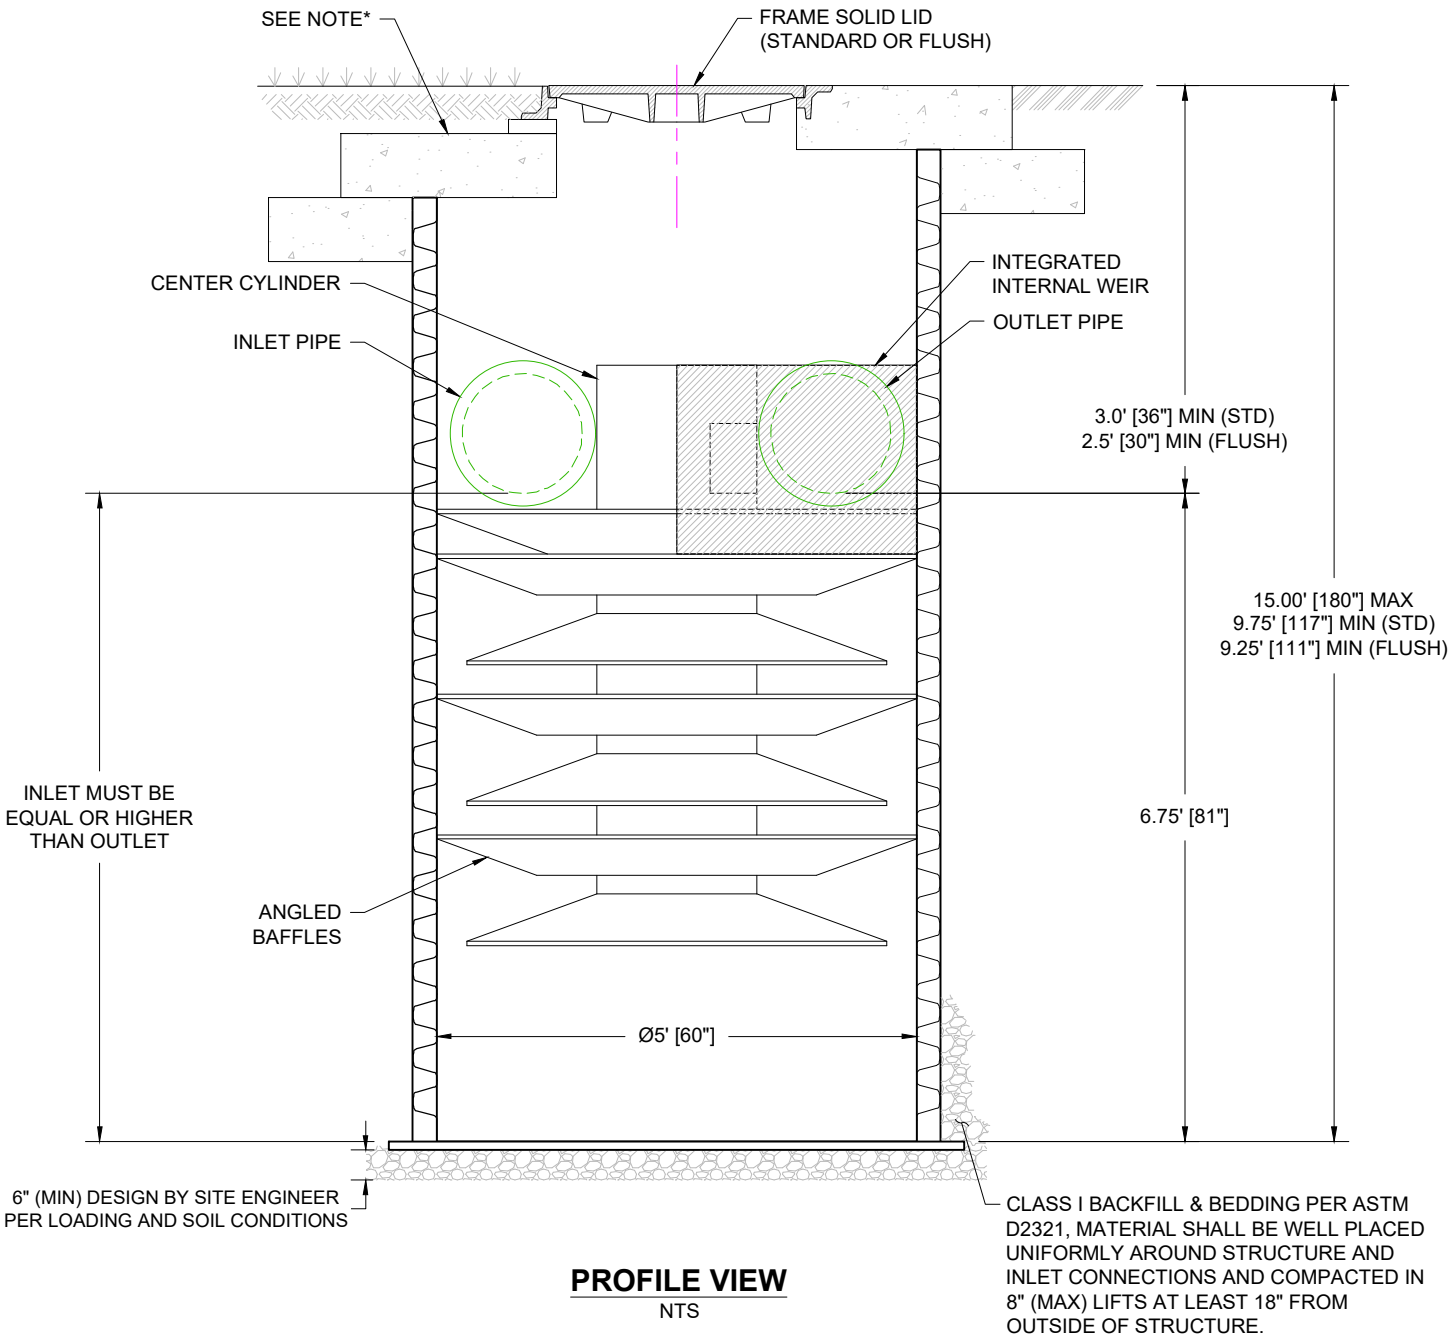 SEE NOTE*
FRAME SOLID LID
(STANDARD OR FLUSH)
CENTER CYLINDER
INLET PIPE
INTEGRATED
INTERNAL WEIR
OUTLET PIPE
3.0' [36"] MIN (STD)
2.5' [30"] MIN (FLUSH)
15.00' [180"] MAX
9.75' [117"] MIN (STD)
9.25' [111"] MIN (FLUSH)
INLET MUST BE
EQUAL OR HIGHER
THAN OUTLET
6.75' [81"]
ANGLED
BAFFLES
Ø5' [60"]
6" (MIN) DESIGN BY SITE ENGINEER
PER LOADING AND SOIL CONDITIONS
CLASS I BACKFILL & BEDDING PER ASTM
D2321, MATERIAL SHALL BE WELL PLACED
UNIFORMLY AROUND STRUCTURE AND
INLET CONNECTIONS AND COMPACTED IN
8" (MAX) LIFTS AT LEAST 18" FROM
OUTSIDE OF STRUCTURE.
PROFILE VIEW
NTS